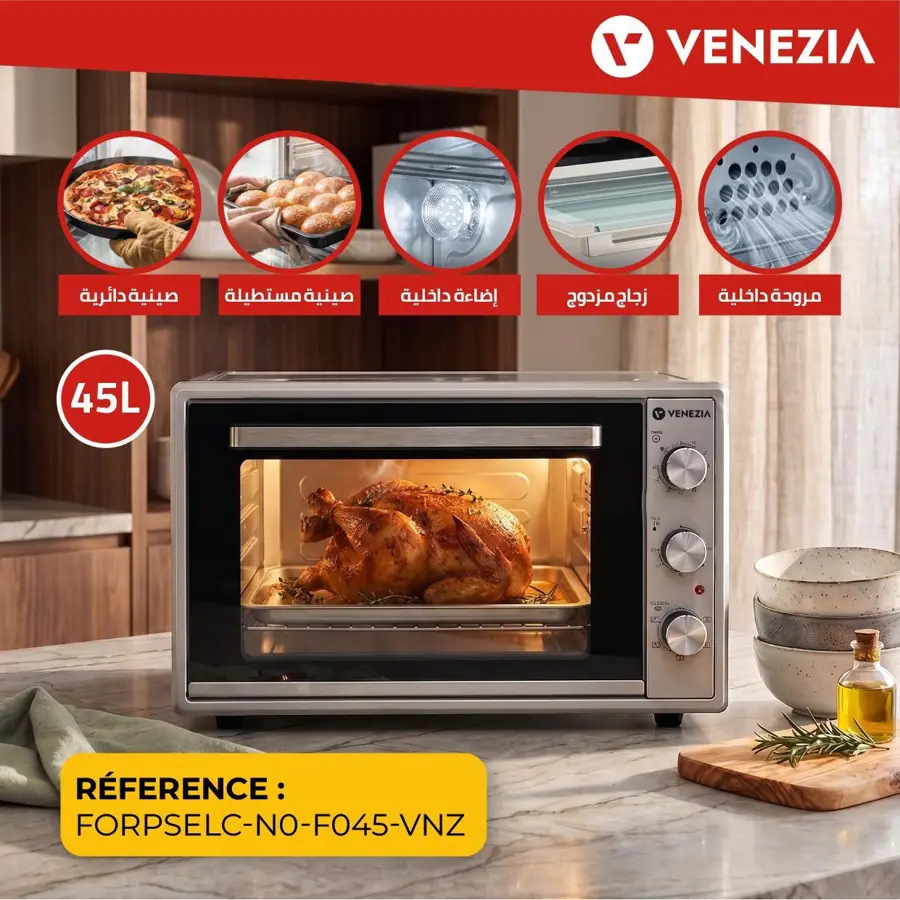 VENEZIA
صينية دائرية
صينية مستطيلة
إضاءة داخلية
زجاج مزدوج
مروحة داخلية
45L
VENEZIA
RÉFERENCE :
FORPSELC-N0-F045-VNZ